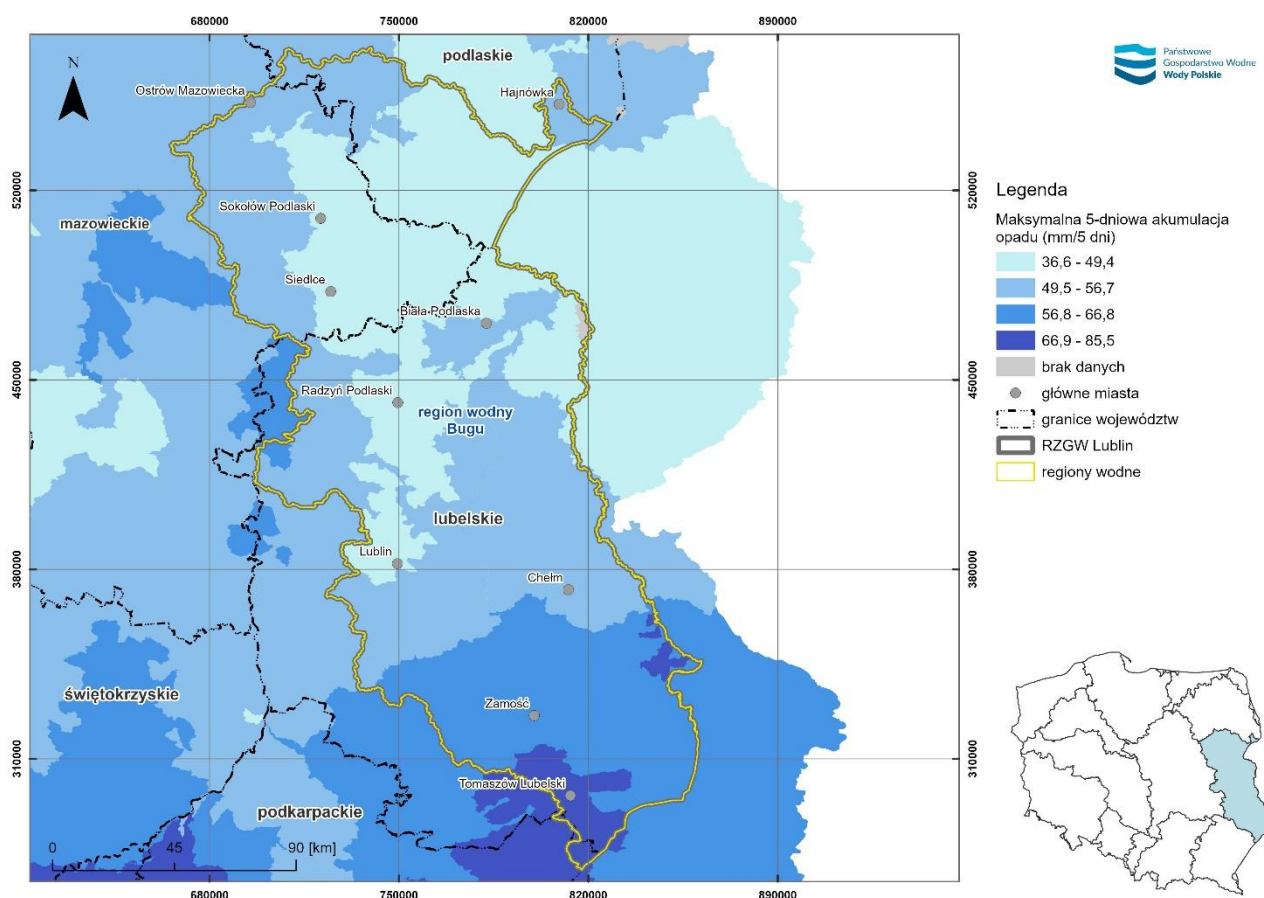 680000
750000
820000
890000
podlaskie
N
Ostrów Mazowiecka
Hajnówka
520000
520000
Sokołów Podlaski
mazowieckie
Siedlce
Biała Podlaska
450000
450000
Radzyń Podlaski
region wodny
Bugu
lubelskie
Lublin
380000
380000
Chełm
świętokrzyskie
Zamość
310000
310000
Tomaszów Lubelski
podkarpackie
0
45
90 [km]
680000
750000
820000
890000
Państwowe
Gospodarstwo Wodne
Wody Polskie
Legenda
Maksymalna 5-dniowa akumulacja
opadu (mm/5 dni)
36,6 - 49,4
49,5 - 56,7
56,8 - 66,8
66,9 - 85,5
brak danych
główne miasta
granice województw
RZGW Lublin
regiony wodne